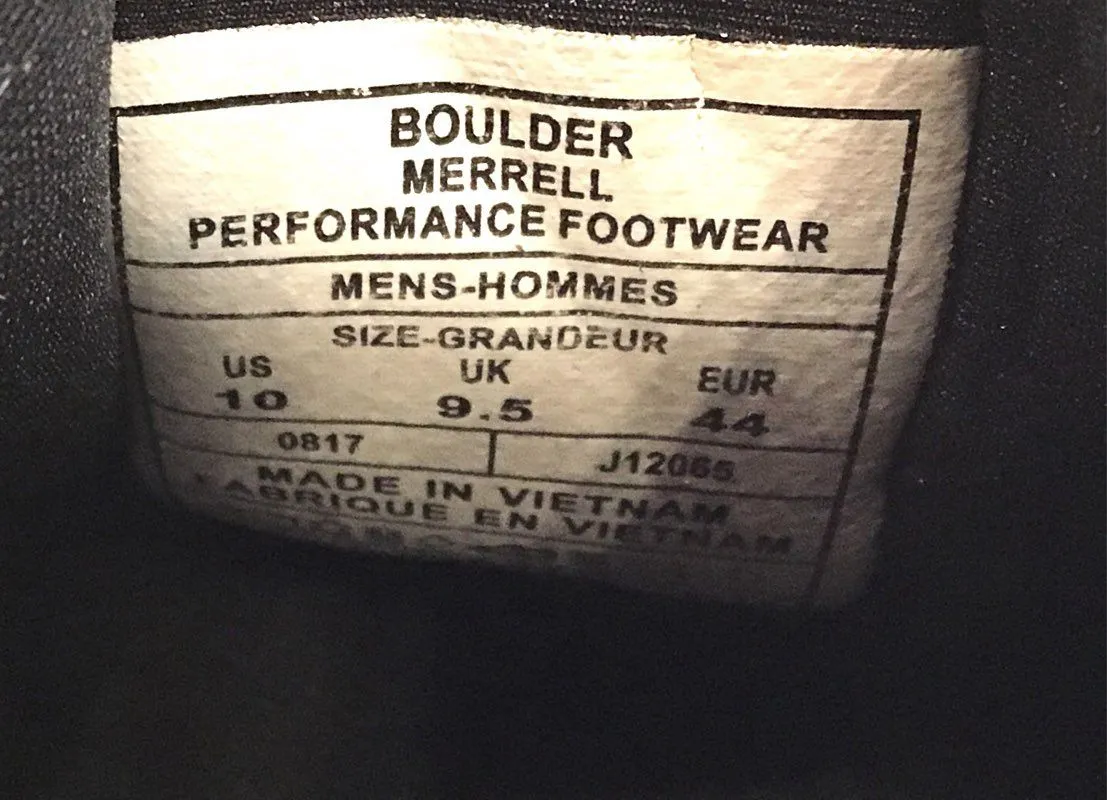 BOULDER
MERRELL
PERFORMANCE FOOTWEAR
MENS-HOMMES
SIZE-GRANDEUR
US UK EUR
10 9.5 44
0817
MADE IN VIETNAM
FABRIQUE EN VIETNAM